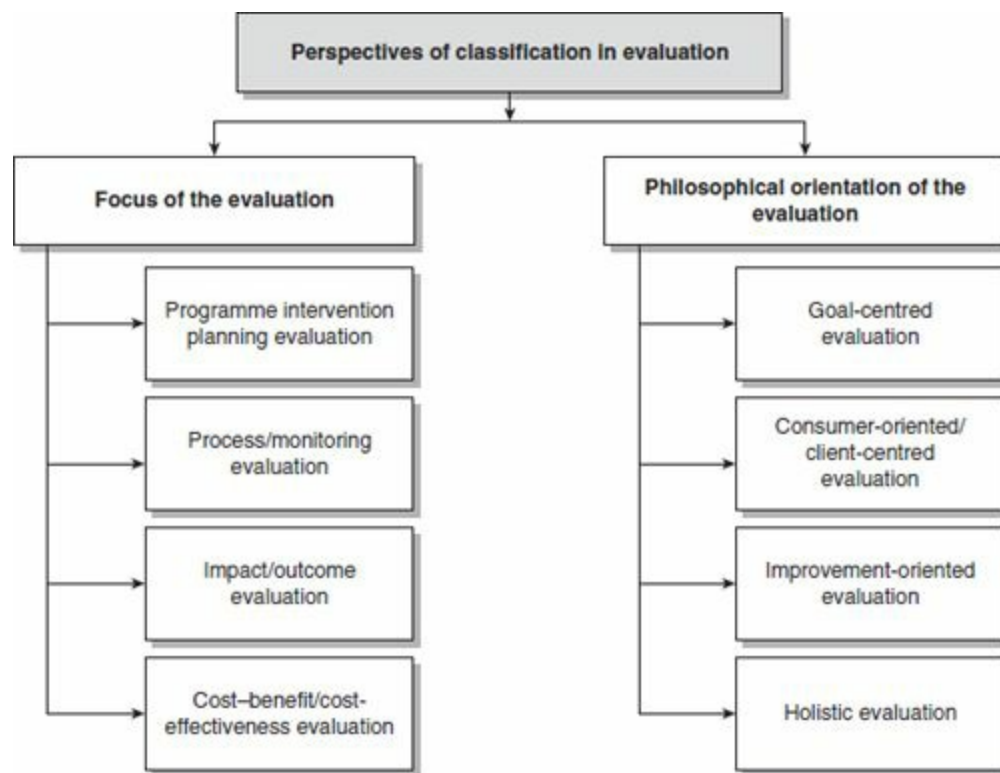 Perspectives of classification in evaluation
Focus of the evaluation
Programme intervention
planning evaluation
Process/monitoring
evaluation
Impact/outcome
evaluation
Cost–benefit/cost-
effectiveness evaluation
Philosophical orientation of the
evaluation
Goal-centred
evaluation
Consumer-oriented/
client-centred
evaluation
Improvement-oriented
evaluation
Holistic evaluation